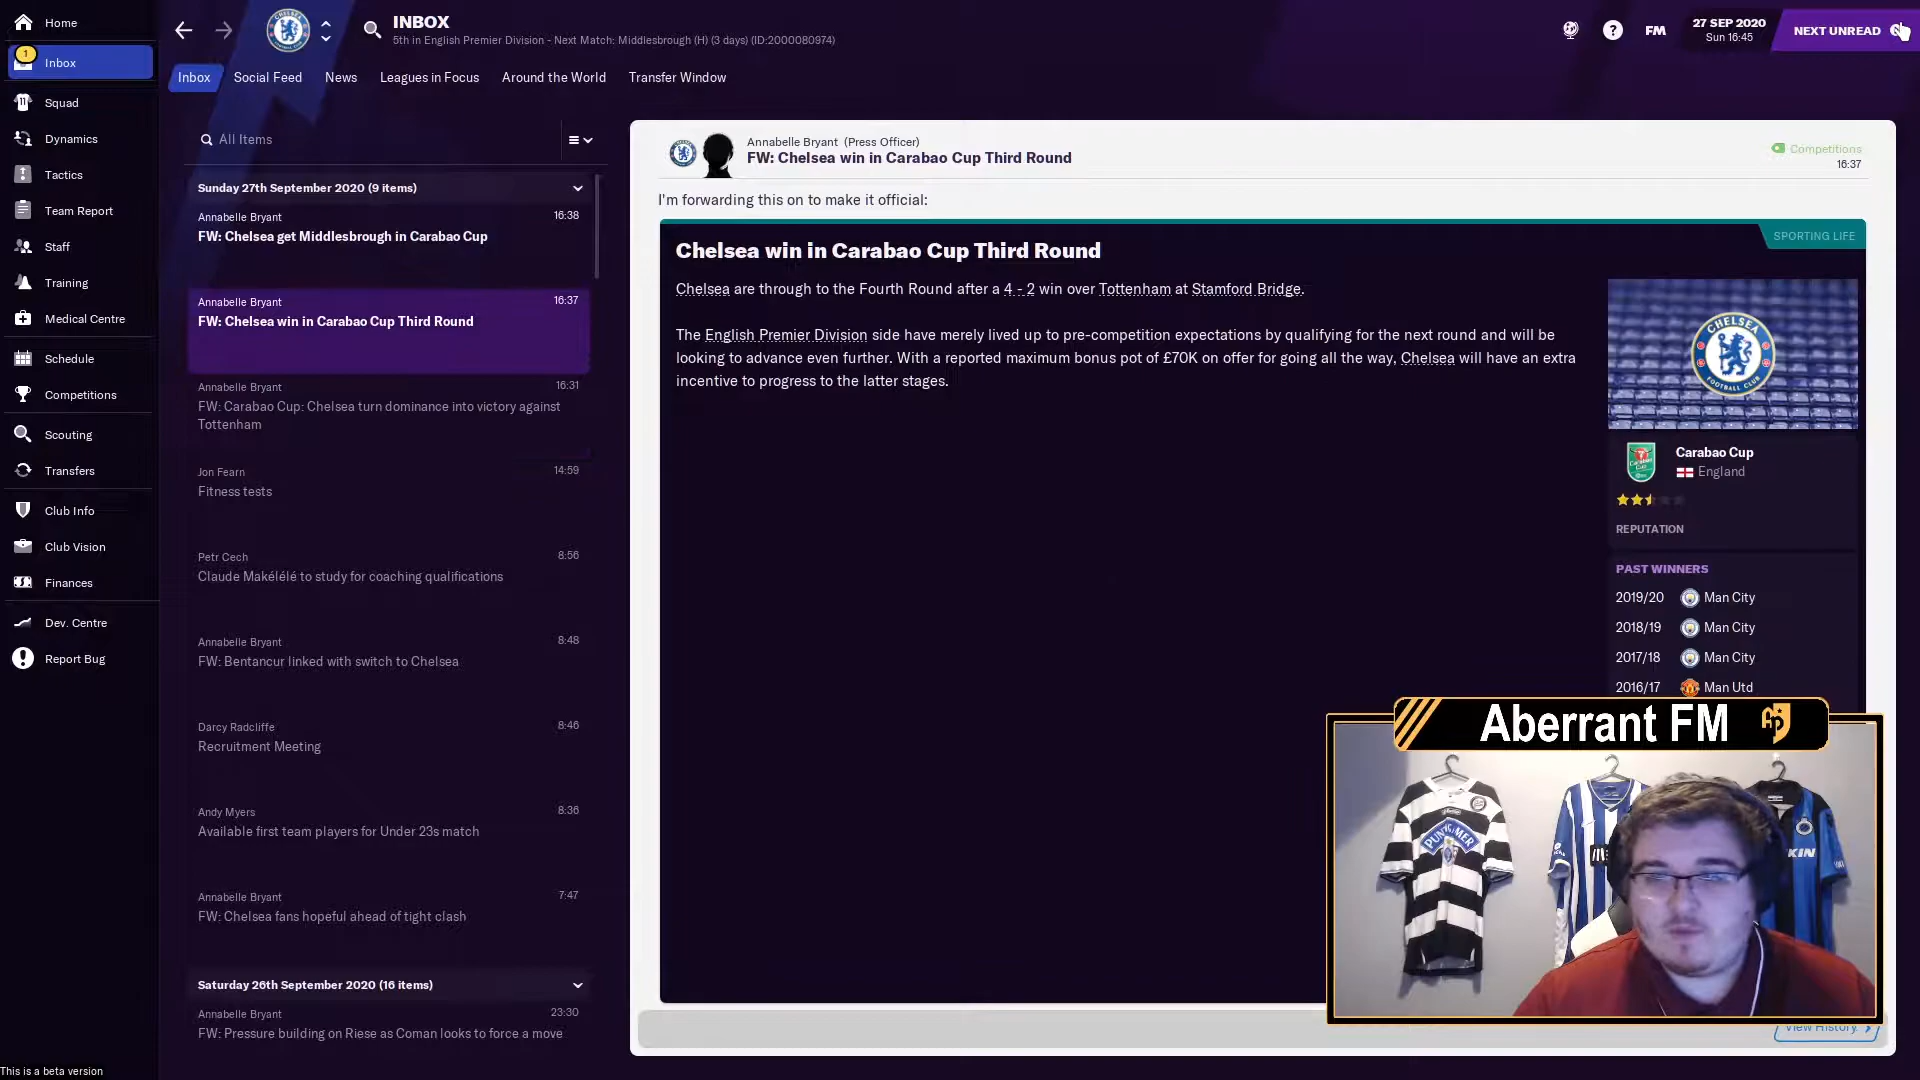 Home
1
Inbox
Squad
Dynamics
Tactics
Team Report
Staff
Training
Medical Centre
Schedule
Competitions
Scouting
Transfers
Club Info
Club Vision
Finances
Dev. Centre
Report Bug
This is a beta version
INBOX
5th in English Premier Division - Next Match: Middlesbrough (H) (3 days) (ID:2000080974)
FM
27 SEP 2020
Sun 16:45
NEXT UNREAD
Inbox
Social Feed
News
Leagues in Focus
Around the World
Transfer Window
All Items
Sunday 27th September 2020 (9 items)
Annabelle Bryant 16:38
FW: Chelsea get Middlesbrough in Carabao Cup
Annabelle Bryant 16:37
FW: Chelsea win in Carabao Cup Third Round
Annabelle Bryant 16:31
FW: Carabao Cup: Chelsea turn dominance into victory against
Tottenham
Jon Fearn 14:59
Fitness tests
Petr Cech 8:56
Claude Makélélé to study for coaching qualifications
Annabelle Bryant 8:48
FW: Bentancur linked with switch to Chelsea
Darcy Radcliffe 8:46
Recruitment Meeting
Andy Myers 8:36
Available first team players for Under 23s match
Annabelle Bryant 7:47
FW: Chelsea fans hopeful ahead of tight clash
Saturday 26th September 2020 (16 items)
Annabelle Bryant 23:30
FW: Pressure building on Riese as Coman looks to force a move
Annabelle Bryant (Press Officer)
FW: Chelsea win in Carabao Cup Third Round
Competitions
16:37
I'm forwarding this on to make it official:
SPORTING LIFE
Chelsea win in Carabao Cup Third Round
Chelsea are through to the Fourth Round after a 4 - 2 win over Tottenham at Stamford Bridge.
The English Premier Division side have merely lived up to pre-competition expectations by qualifying for the next round and will be
looking to advance even further. With a reported maximum bonus pot of £70K on offer for going all the way, Chelsea will have an extra
incentive to progress to the latter stages.
CHELSEA
FOOTBALL CLUB
Carabao Cup
England
REPUTATION
PAST WINNERS
2019/20 Man City
2018/19 Man City
2017/18 Man City
2016/17 Man Utd
Aberrant FM
PUNTIGAMER
View History